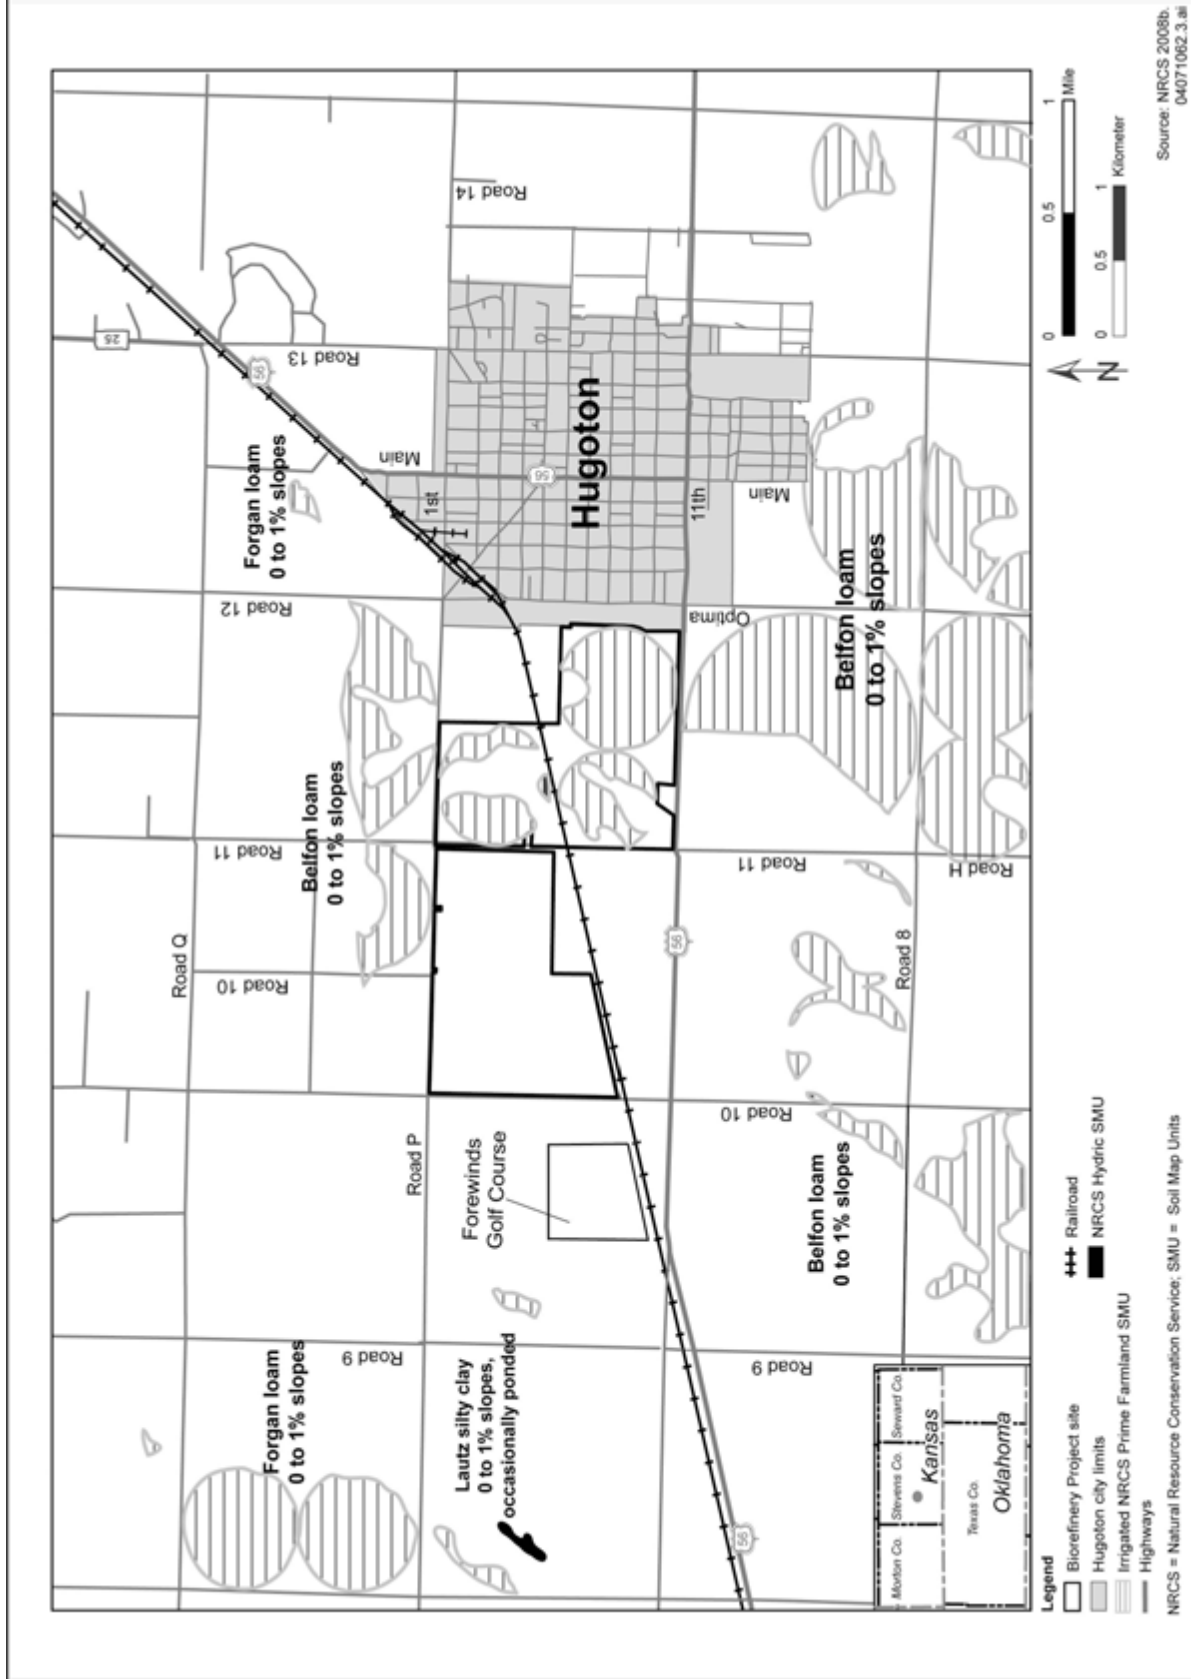 Road Q
Road 10
Road 11
Road 12
Road 13
25
56
Forgan loam
0 to 1% slopes
Belfon loam
0 to 1% slopes
Forgan loam
0 to 1% slopes
Road 9
Road P
Main
1st
Road 14
Hugoton
56
Forewinds
Golf Course
Lautz silty clay
0 to 1% slopes,
occasionally ponded
56
11th
Optima
Main
Road 9
Road 10
Road 11
56
Belfon loam
0 to 1% slopes
Belfon loam
0 to 1% slopes
Road 8
Road H
Morton Co.
Stevens Co.
Seward Co.
Kansas
Texas Co.
Oklahoma
Legend
Biorefinery Project site
Hugoton city limits
Irrigated NRCS Prime Farmland SMU
Highways
Railroad
NRCS Hydric SMU
N
0 0.5 1
Mile
0 0.5 1
Kilometer
NRCS = Natural Resource Conservation Service; SMU = Soil Map Units
Source: NRCS 2008b.
04071062.3.ai